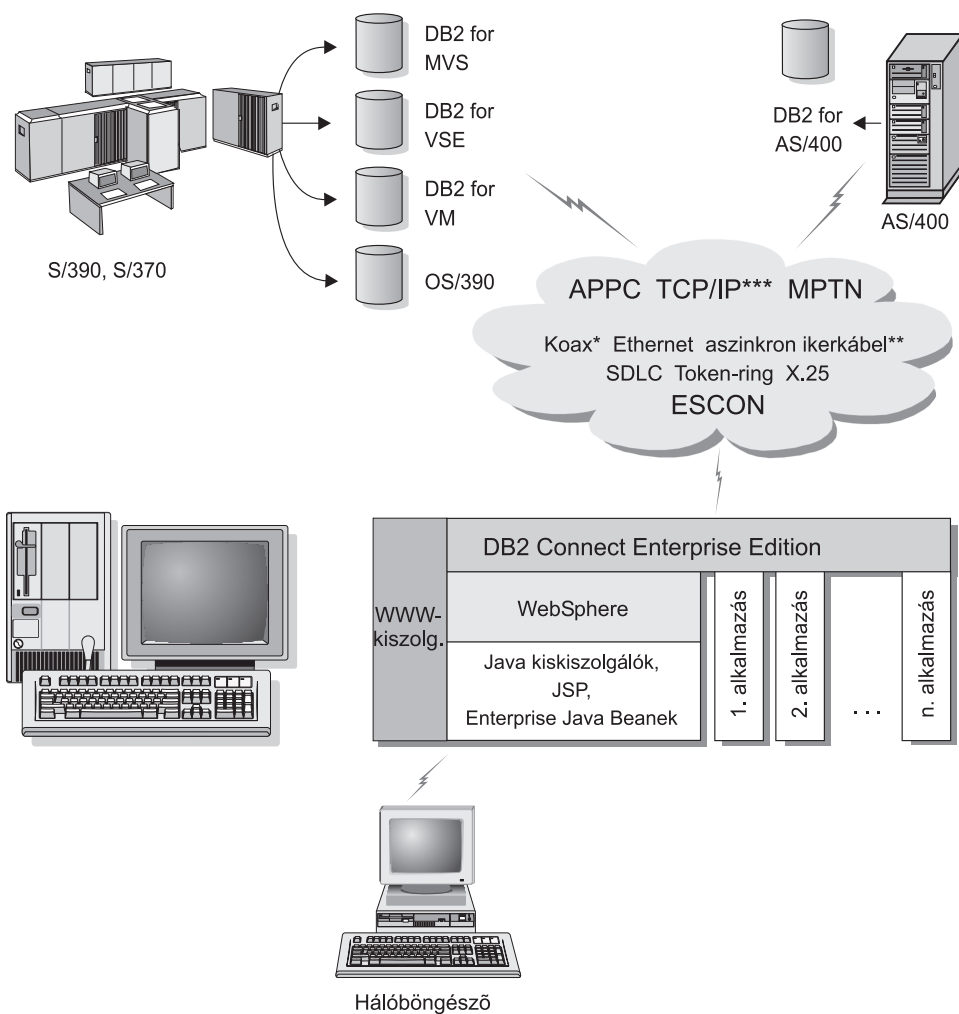 DB2 for
MVS
DB2 for
VSE
DB2 for
VM
OS/390
S/390, S/370
DB2 for
AS/400
AS/400
APPC TCP/IP*** MPTN
Koax* Ethernet aszinkron ikerkábel**
SDLC Token-ring X.25
ESCON
DB2 Connect Enterprise Edition
WWW-
kiszolg.
WebSphere
Java kiskiszolgálók,
JSP,
Enterprise Java Beanek
1. alkalmazás
2. alkalmazás
. . .
n. alkalmazás
Hálóböngészõ